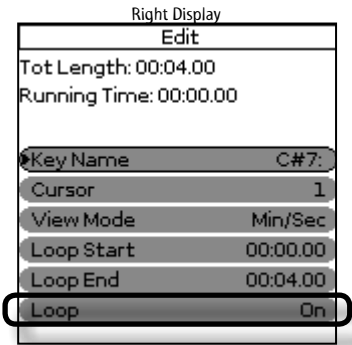 Right Display
Edit
Tot Length: 00:04.00
Running Time: 00:00.00
Key Name C#7:
Cursor 1
View Mode Min/Sec
Loop Start 00:00.00
Loop End 00:04.00
Loop On